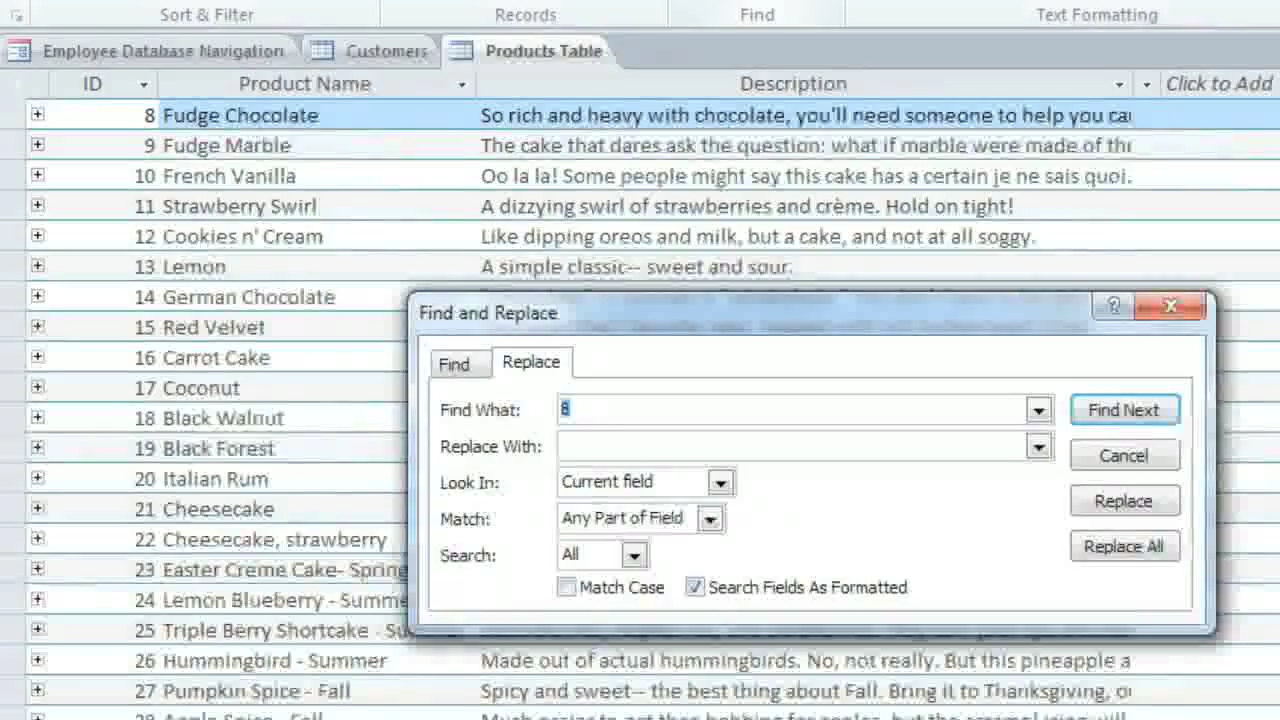 Sort & Filter Records Find Text Formatting
Employee Database Navigation Customers Products Table
ID Product Name Description Click to Add
8 Fudge Chocolate So rich and heavy with chocolate, you'll need someone to help you car
9 Fudge Marble The cake that dares ask the question: what if marble were made of
10 French Vanilla Oo la la! Some people might say this cake has a certain je ne sais quoi.
11 Strawberry Swirl A dizzying swirl of strawberries and crème. Hold on tight!
12 Cookies n' Cream Like dipping oreos and milk, but a cake, and not at all soggy.
13 Lemon A simple classic-- sweet and sour.
14 German Chocolate
15 Red Velvet
16 Carrot Cake
17 Coconut
18 Black Walnut
19 Black Forest
20 Italian Rum
21 Cheesecake
22 Cheesecake, strawberry
23 Easter Creme Cake- Spring
24 Lemon Blueberry - Summe
25 Triple Berry Shortcake - Su
26 Hummingbird - Summer Made out of actual hummingbirds. No, not really. But this pineapple a
27 Pumpkin Spice - Fall Spicy and sweet-- the best thing about Fall. Bring it to Thanksgiving, or
Find and Replace
?
Find Replace
Find What: 8 Find Next
Replace With: Cancel
Look In: Current field Replace
Match: Any Part of Field Replace All
Search: All
Match Case Search Fields As Formatted